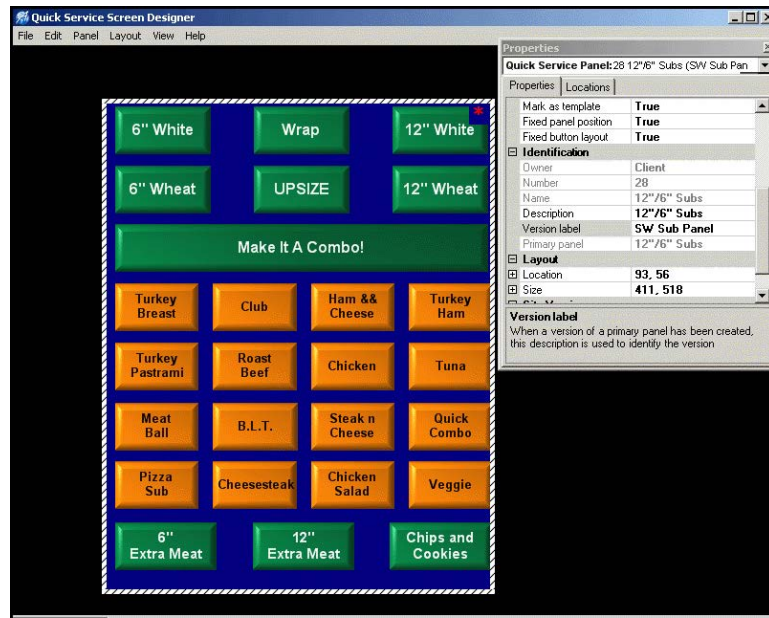 Quick Service Screen Designer
File Edit Panel Layout View Help
Properties
Quick Service Panel:28 12"/6" Subs (SW Sub Pan
Properties Locations
Mark as template True
Fixed panel position True
Fixed button layout True
Identification
Owner Client
Number 28
Name 12"/6" Subs
Description 12"/6" Subs
Version label SW Sub Panel
Primary panel 12"/6" Subs
Layout
Location 93, 56
Size 411, 518
Version label
When a version of a primary panel has been created,
this description is used to identify the version
6" White Wrap 12" White
*
6" Wheat UPSIZE 12" Wheat
Make It A Combo!
Turkey
Breast
Club
Ham &&
Cheese
Turkey
Ham
Turkey
Pastrami
Roast
Beef
Chicken
Tuna
Meat
Ball
B.L.T.
Steak n
Cheese
Quick
Combo
Pizza
Sub
Cheesesteak
Chicken
Salad
Veggie
6"
Extra Meat
12"
Extra Meat
Chips and
Cookies